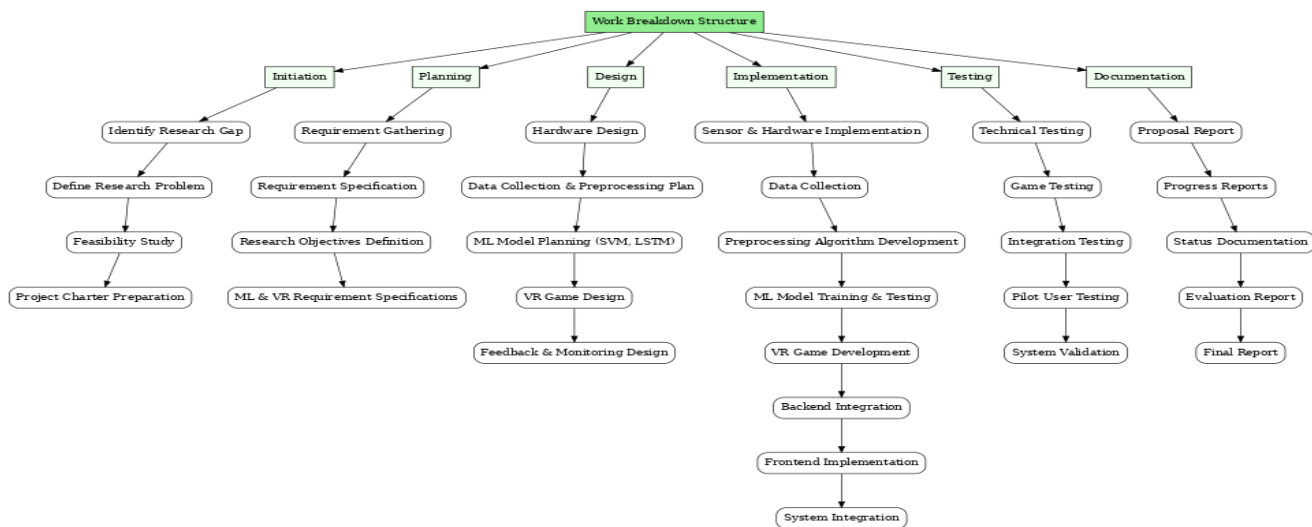 Work Breakdown Structure
Initiation
Planning
Design
Implementation
Testing
Documentation
Identify Research Gap
Requirement Gathering
Hardware Design
Sensor & Hardware Implementation
Technical Testing
Proposal Report
Define Research Problem
Requirement Specification
Data Collection & Preprocessing Plan
Data Collection
Game Testing
Progress Reports
Feasibility Study
Research Objectives Definition
ML Model Planning (SVM, LSTM)
Preprocessing Algorithm Development
Integration Testing
Status Documentation
Project Charter Preparation
ML & VR Requirement Specifications
VR Game Design
ML Model Training & Testing
Pilot User Testing
Evaluation Report
Feedback & Monitoring Design
VR Game Development
System Validation
Final Report
Backend Integration
Frontend Implementation
System Integration